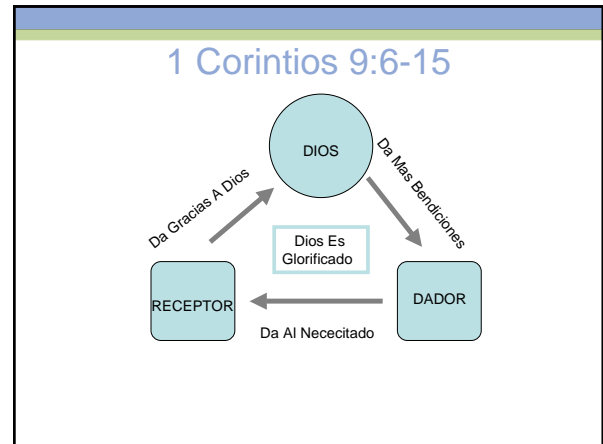 1 Corintios 9:6-15
DIOS
Da Mas Bendiciones
Da Gracias A Dios
Dios Es
Glorificado
RECEPTOR
DADOR
Da Al Nececitado